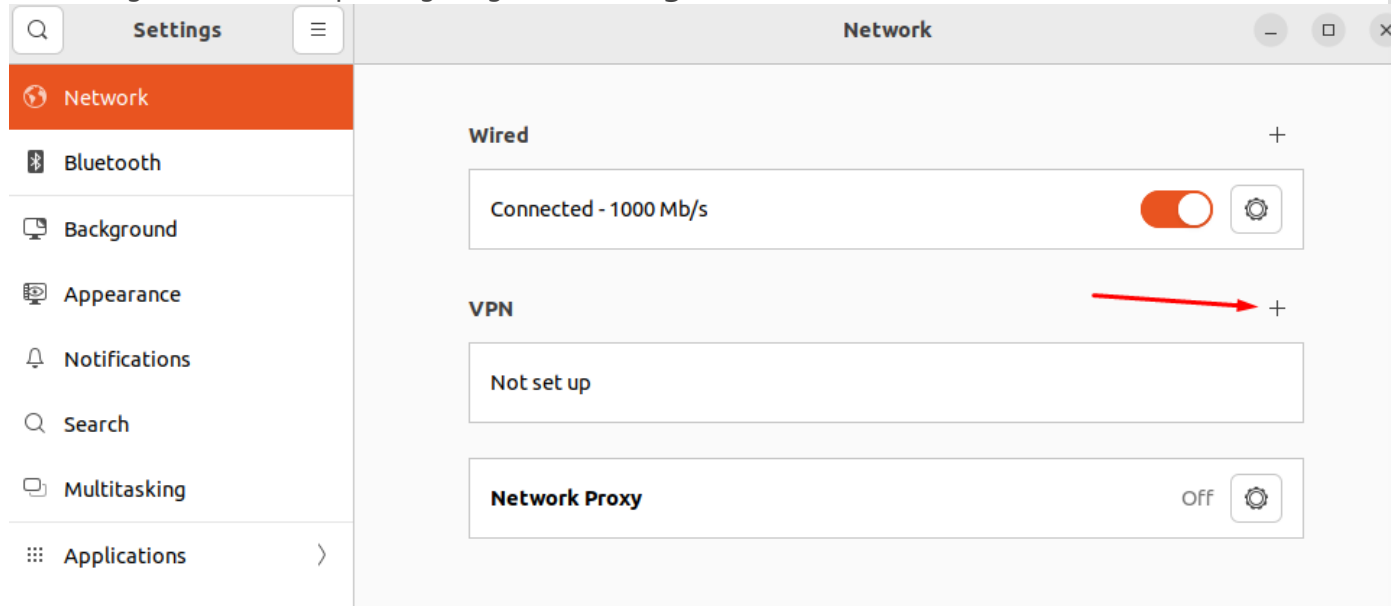 Settings
Network
Network
Bluetooth
Background
Appearance
Notifications
Search
Multitasking
Applications
Wired
Connected - 1000 Mb/s
VPN
Not set up
Network Proxy
Off